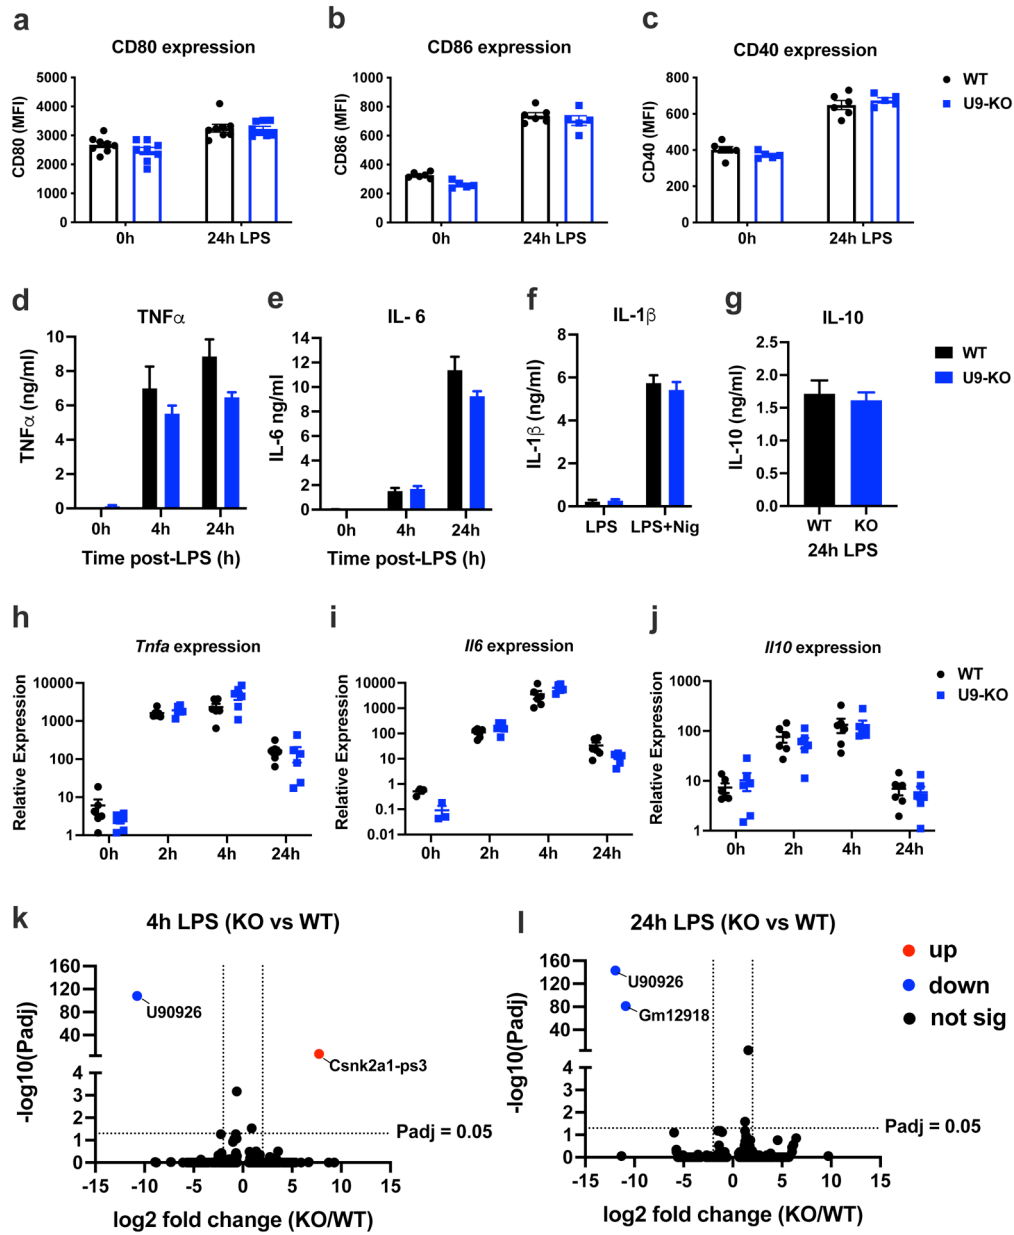 a
CD80 expression
CD80 (MFI)
5000
4000
3000
2000
1000
0
0h
24h LPS
b
CD86 expression
CD86 (MFI)
1000
800
600
400
200
0
0h
24h LPS
c
CD40 expression
CD40 (MFI)
800
600
400
200
0
0h
24h LPS
WT
U9-KO
d
TNFα
TNFα (ng/ml)
10
8
6
4
2
0
0h
4h
24h
Time post-LPS (h)
e
IL- 6
IL-6 ng/ml
14
12
10
8
6
4
2
0
0h
4h
24h
Time post-LPS (h)
f
IL-1β
IL-1β (ng/ml)
8
6
4
2
0
LPS
LPS+Nig
g
IL-10
IL-10 (ng/ml)
2.5
2.0
1.5
1.0
0.5
0.0
WT
KO
24h LPS
WT
U9-KO
h
Tnfa expression
Relative Expression
10000
1000
100
10
1
0h
2h
4h
24h
i
Il6 expression
Relative Expression
10000
1000
100
10
1
0.1
0.01
0h
2h
4h
24h
j
Il10 expression
Relative Expression
1000
100
10
1
0h
2h
4h
24h
WT
U9-KO
k
4h LPS (KO vs WT)
-log10(Padj)
160
120
80
40
4
3
2
1
0
U90926
Csnk2a1-ps3
Padj = 0.05
-15
-10
-5
0
5
10
15
log2 fold change (KO/WT)
l
24h LPS (KO vs WT)
-log10(Padj)
160
120
80
40
4
3
2
1
0
U90926
Gm12918
Padj = 0.05
-15
-10
-5
0
5
10
15
log2 fold change (KO/WT)
up
down
not sig